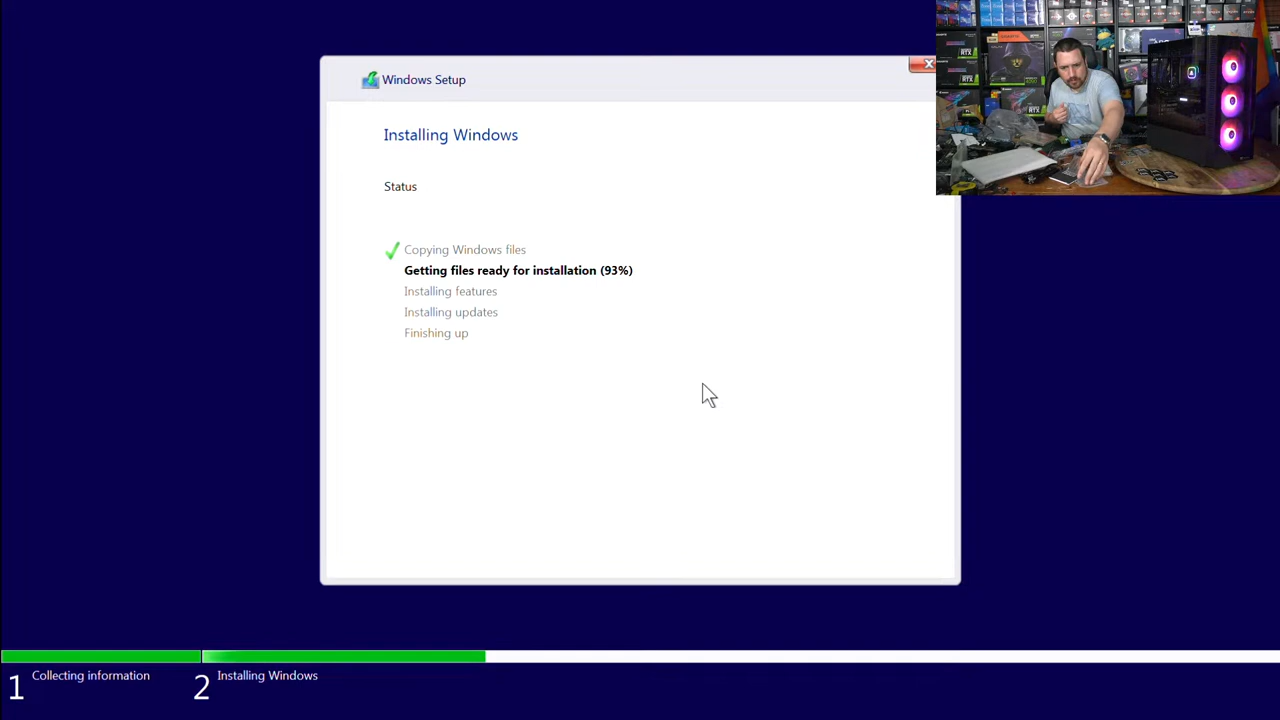 Windows Setup
Installing Windows
Status
Copying Windows files
Getting files ready for installation (93%)
Installing features
Installing updates
Finishing up
1 Collecting information
2 Installing Windows